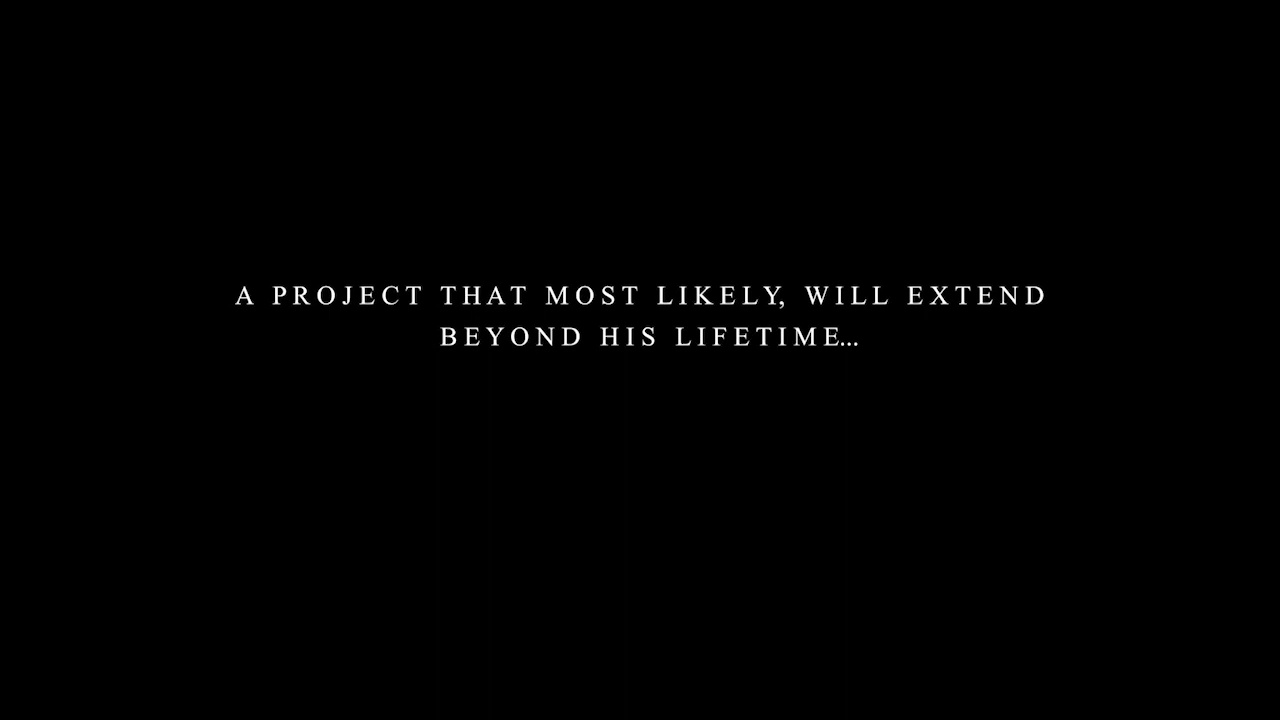 A PROJECT THAT MOST LIKELY, WILL EXTEND
BEYOND HIS LIFETIME...